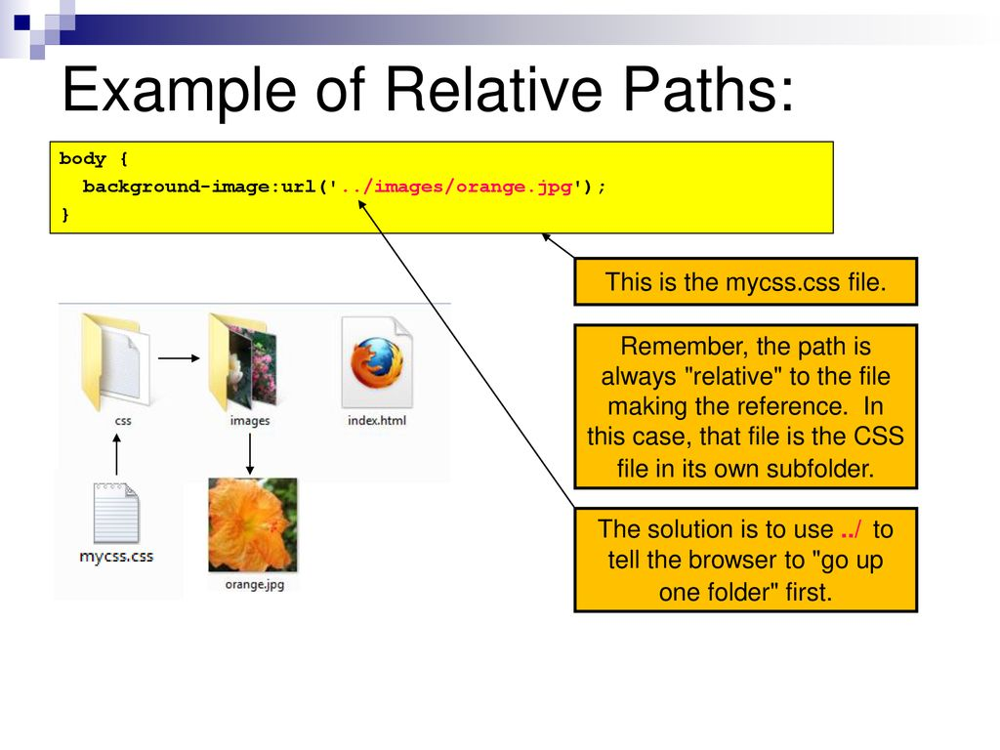 Example of Relative Paths:
body {
background-image:url('../images/orange.jpg');
}
This is the mycss.css file.
Remember, the path is
always "relative" to the file
making the reference.  In
this case, that file is the CSS
file in its own subfolder.
The solution is to use ../  to
tell the browser to "go up
one folder" first.
css
images
index.html
mycss.css
orange.jpg